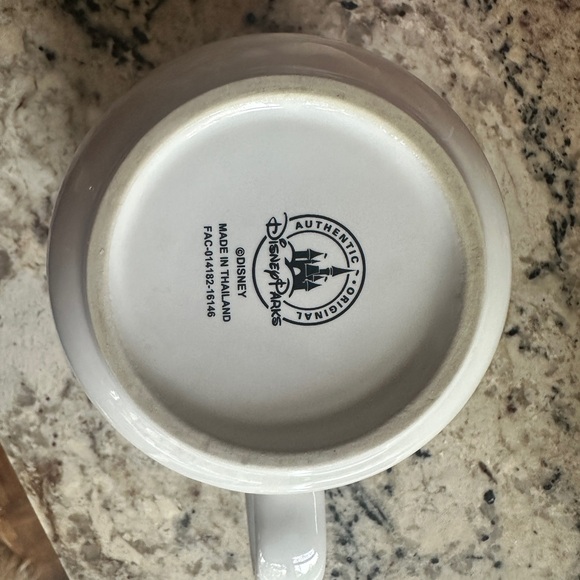 AUTHENTIC • ORIGINAL
DISNEY PARKS
©DISNEY
MADE IN THAILAND
FAC-014182-16146